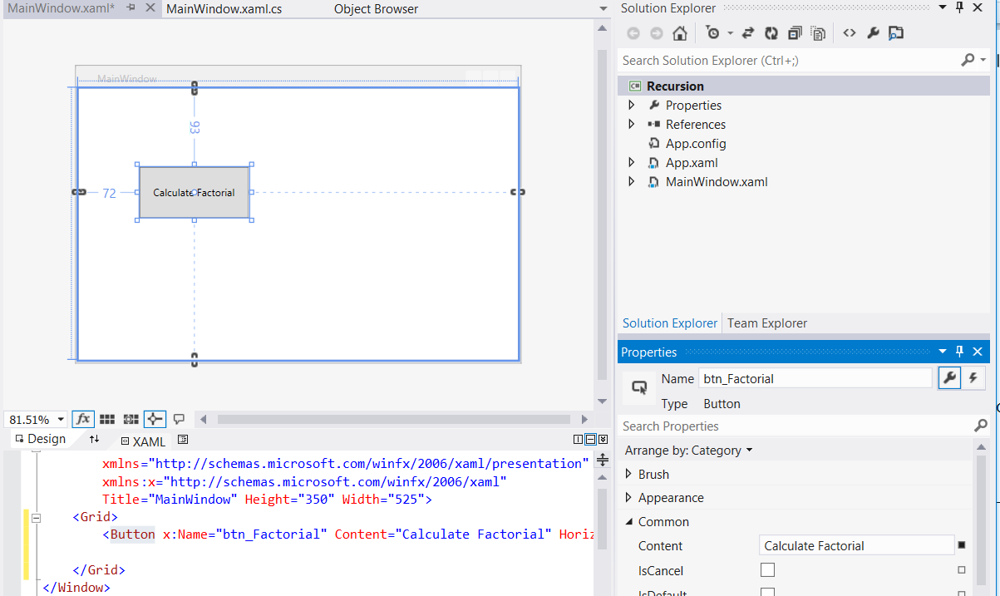 MainWindow.xaml*
MainWindow.xaml.cs
Object Browser
MainWindow
93
72
Calculate Factorial
81.51%
fx
Design
XAML
xmlns="http://schemas.microsoft.com/winfx/2006/xaml/presentation"
xmlns:x="http://schemas.microsoft.com/winfx/2006/xaml"
Title="MainWindow" Height="350" Width="525">
<Grid>
<Button x:Name="btn_Factorial" Content="Calculate Factorial" Horiz
</Grid>
</Window>
Solution Explorer
Search Solution Explorer (Ctrl+;)
C# Recursion
Properties
References
App.config
App.xaml
MainWindow.xaml
Solution Explorer
Team Explorer
Properties
Name btn_Factorial
Type Button
Search Properties
Arrange by: Category
Brush
Appearance
Common
Content Calculate Factorial
IsCancel
IsDefault